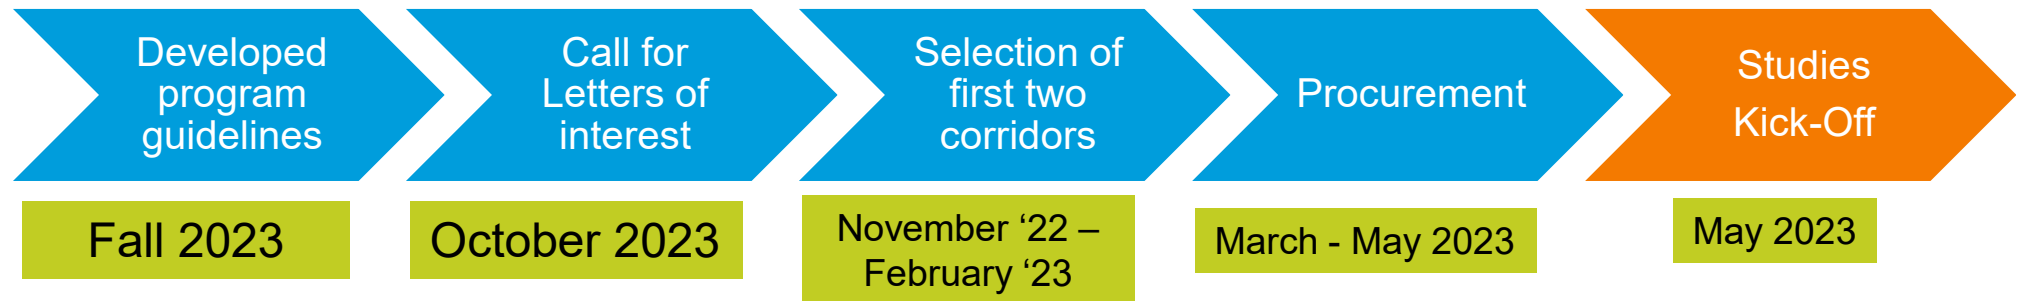 Developed
program
guidelines
Call for
Letters of
interest
Selection of
first two
corridors
Procurement
Studies
Kick-Off
Fall 2023
October 2023
November ‘22 –
February ‘23
March - May 2023
May 2023